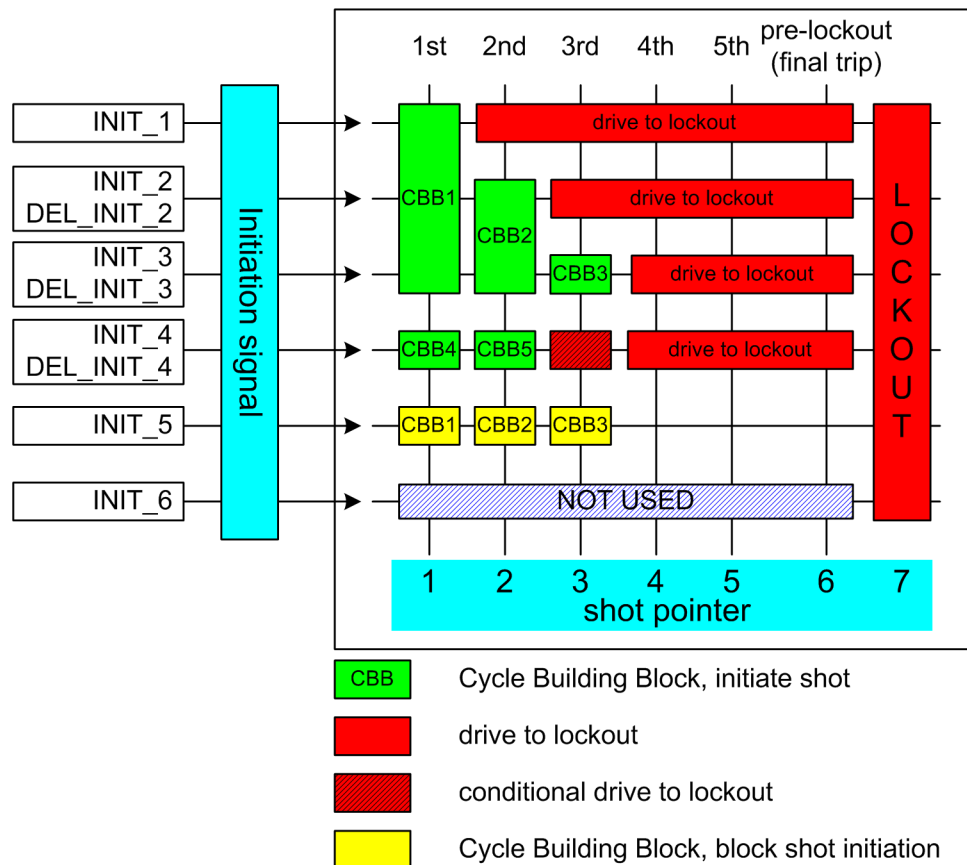 1st 2nd 3rd 4th 5th pre-lockout
(final trip)
INIT_1
drive to lockout
INIT_2
DEL_INIT_2
CBB1
drive to lockout
CBB2
INIT_3
DEL_INIT_3
CBB3
drive to lockout
INIT_4
DEL_INIT_4
CBB4
CBB5
drive to lockout
INIT_5
CBB1
CBB2
CBB3
INIT_6
NOT USED
Initiation signal
LOCKOUT
1 2 3 4 5 6 7
shot pointer
CBB Cycle Building Block, initiate shot
drive to lockout
conditional drive to lockout
Cycle Building Block, block shot initiation